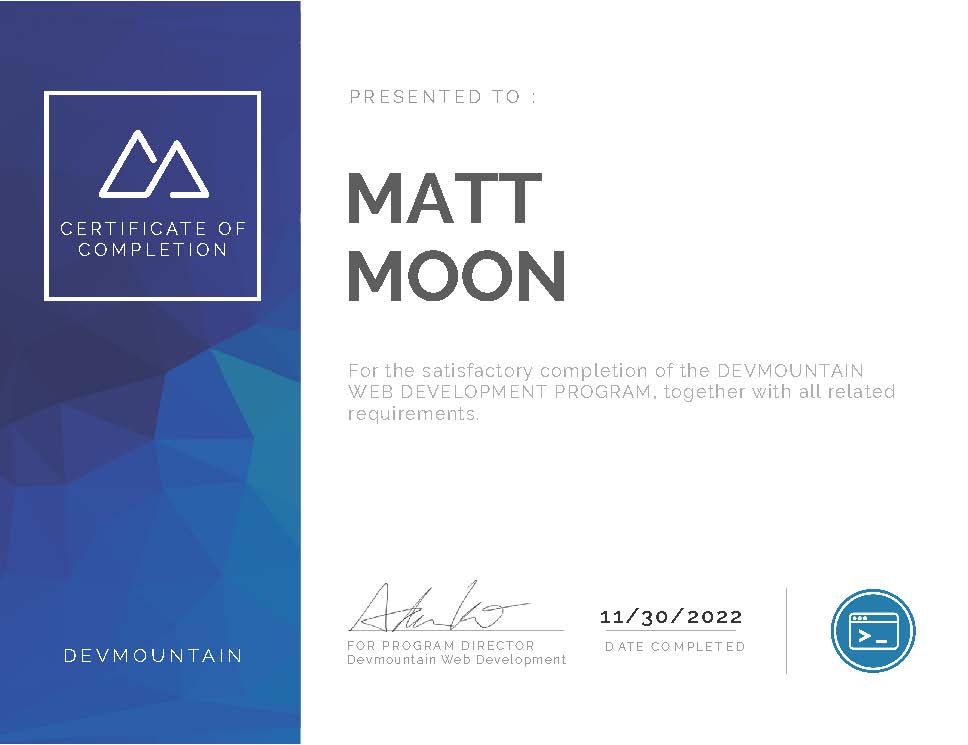 CERTIFICATE OF
COMPLETION
DEVMOUNTAIN
PRESENTED TO :
MATT
MOON
For the satisfactory completion of the DEVMOUNTAIN
WEB DEVELOPMENT PROGRAM, together with all related
requirements.
11/30/2022
FOR PROGRAM DIRECTOR
Devmountain Web Development
DATE COMPLETED